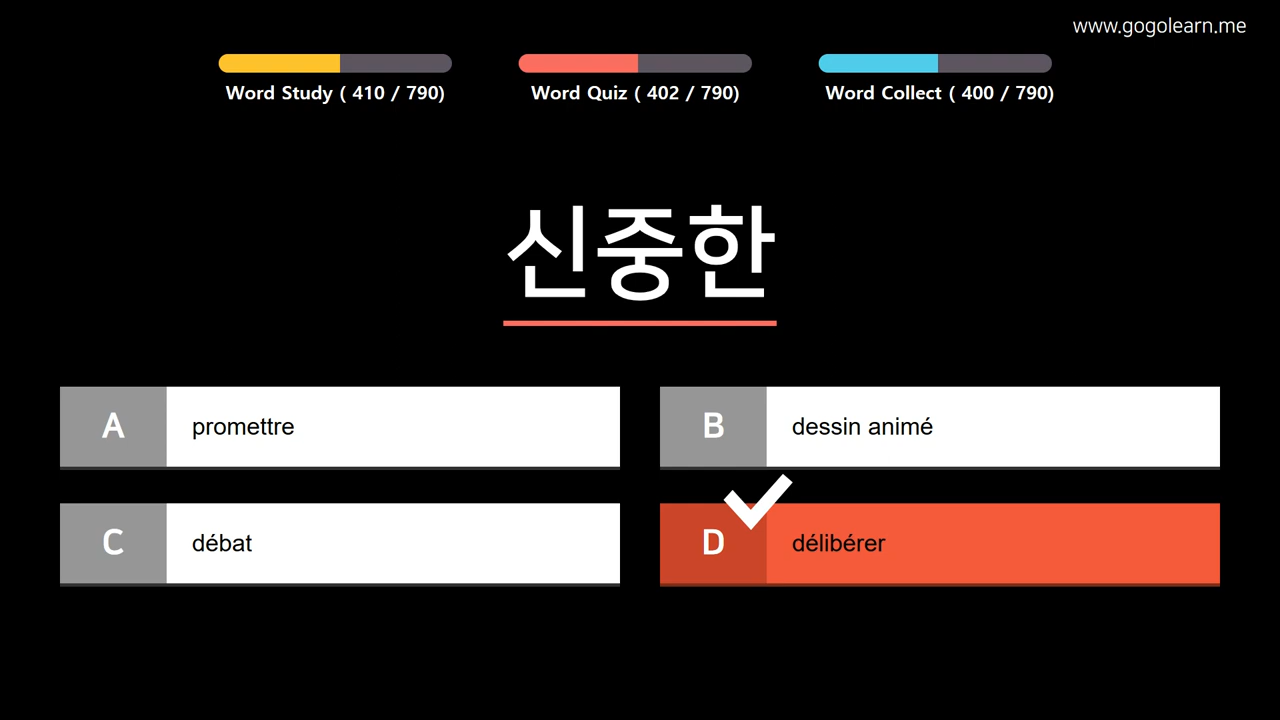 www.gogolearn.me
Word Study ( 410 / 790)
Word Quiz ( 402 / 790)
Word Collect ( 400 / 790)
신중한
A promettre
B dessin animé
C débat
D délibérer